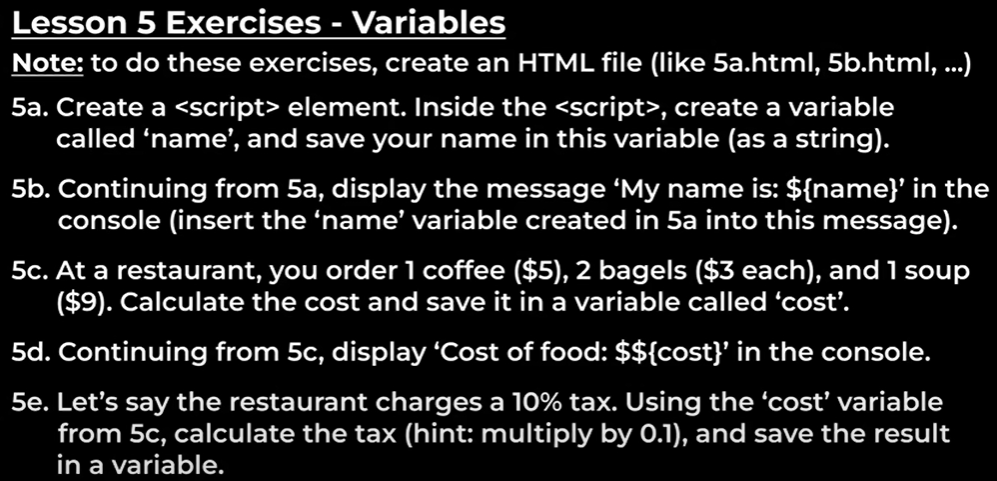 Lesson 5 Exercises - Variables
Note: to do these exercises, create an HTML file (like 5a.html, 5b.html, ...)
5a. Create a <script> element. Inside the <script>, create a variable
called ‘name’, and save your name in this variable (as a string).
5b. Continuing from 5a, display the message ‘My name is: ${name}’ in the
console (insert the ‘name’ variable created in 5a into this message).
5c. At a restaurant, you order 1 coffee ($5), 2 bagels ($3 each), and 1 soup
($9). Calculate the cost and save it in a variable called ‘cost’.
5d. Continuing from 5c, display ‘Cost of food: $${cost}’ in the console.
5e. Let’s say the restaurant charges a 10% tax. Using the ‘cost’ variable
from 5c, calculate the tax (hint: multiply by 0.1), and save the result
in a variable.